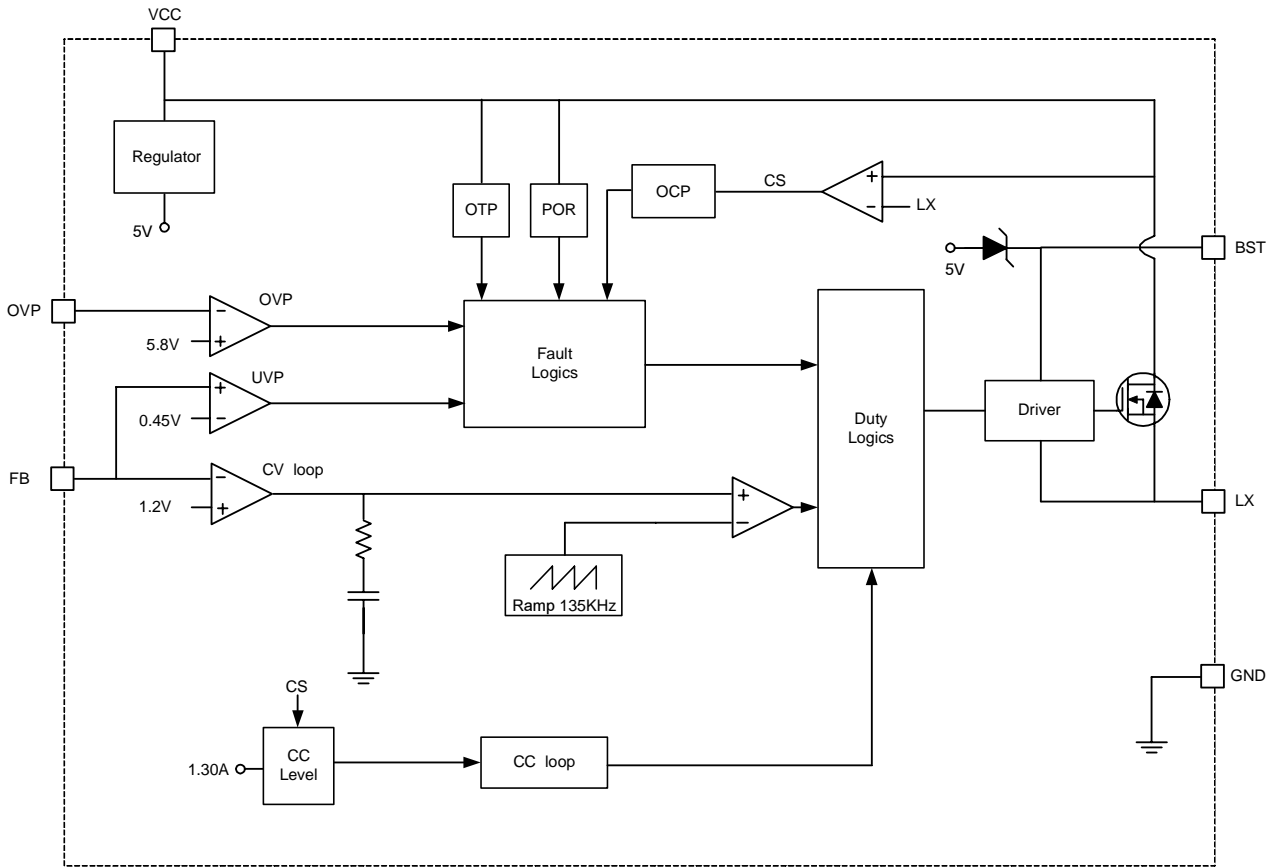 VCC
Regulator
5V
OTP
POR
OCP
CS
+
−
LX
5V
BST
OVP
OVP
−
+
5.8V
UVP
+
−
0.45V
Fault
Logics
Duty
Logics
Driver
FB
CV loop
−
+
1.2V
+
−
LX
Ramp 135KHz
GND
CS
1.30A
CC
Level
CC loop